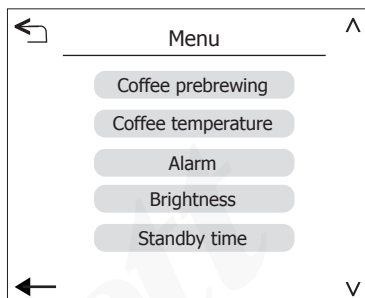 Menu
Coffee prebrewing
Coffee temperature
Alarm
Brightness
Standby time